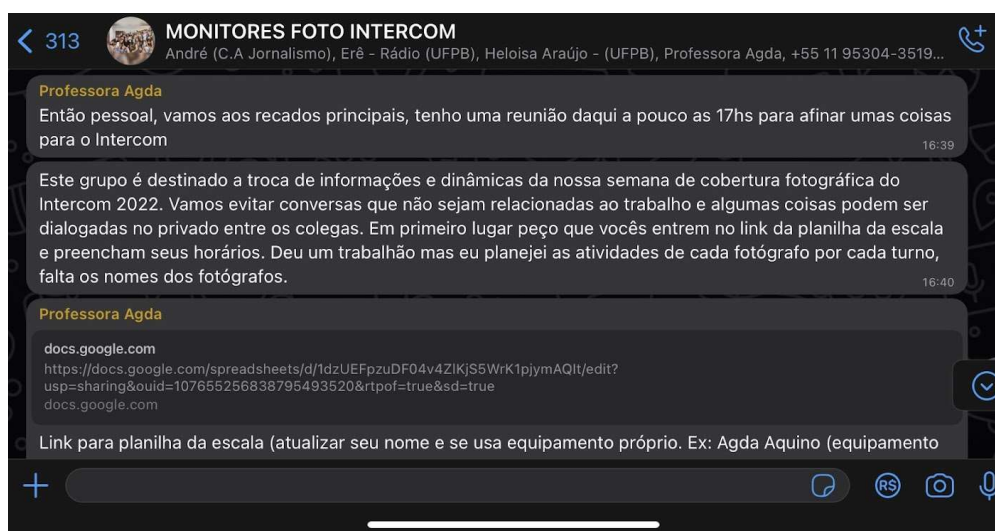 313
MONITORES FOTO INTERCOM
André (C.A Jornalismo), Erê - Rádio (UFPB), Heloisa Araújo - (UFPB), Professora Agda, +55 11 95304-3519...
Professora Agda
Então pessoal, vamos aos recados principais, tenho uma reunião daqui a pouco as 17hs para afinar umas coisas
para o Intercom
16:39
Este grupo é destinado a troca de informações e dinâmicas da nossa semana de cobertura fotográfica do
Intercom 2022. Vamos evitar conversas que não sejam relacionadas ao trabalho e algumas coisas podem ser
dialogadas no privado entre os colegas. Em primeiro lugar peço que vocês entrem no link da planilha da escala
e preencham seus horários. Deu um trabalhão mas eu planejei as atividades de cada fotógrafo por cada turno,
falta os nomes dos fotógrafos.
16:40
Professora Agda
docs.google.com
https://docs.google.com/spreadsheets/d/1dzUEFpzuDF04v4ZlKjS5WrK1pjymAQIt/edit?
usp=sharing&ouid=107655256838795493520&rtpof=true&sd=true
docs.google.com
Link para planilha da escala (atualizar seu nome e se usa equipamento próprio. Ex: Agda Aquino (equipamento
R$